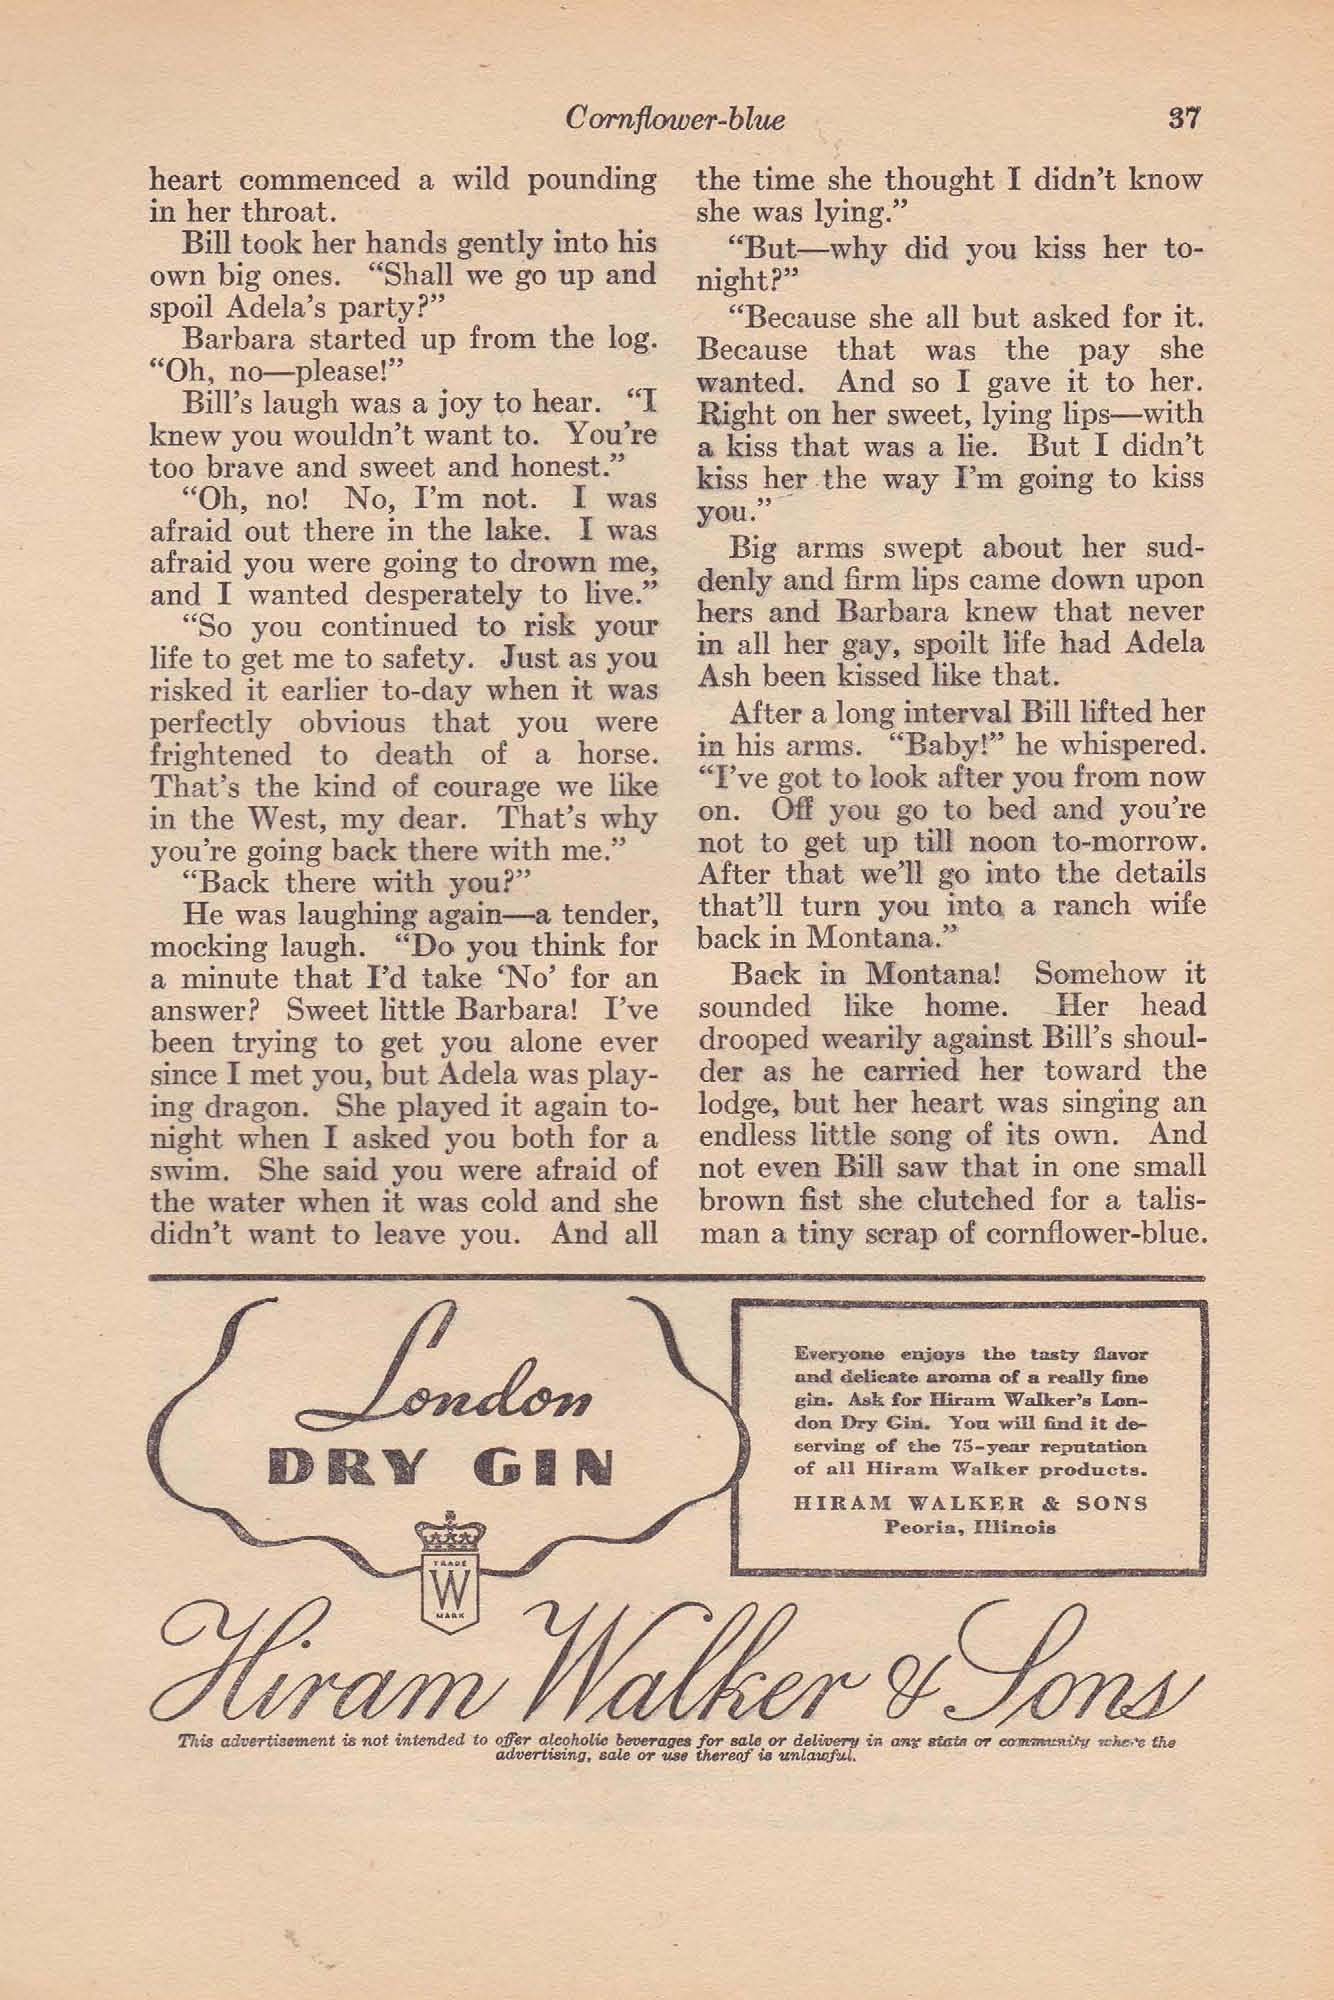 Cornflower-blue
37
heart commenced a wild pounding
in her throat.
Bill took her hands gently into his
own big ones. “Shall we go up and
spoil Adela’s party?”
Barbara started up from the log.
“Oh, no—please!”
Bill’s laugh was a joy to hear. “I
knew you wouldn’t want to. You’re
too brave and sweet and honest.”
“Oh, no! No, I’m not. I was
afraid out there in the lake. I was
afraid you were going to drown me,
and I wanted desperately to live.”
“So you continued to risk your
life to get me to safety. Just as you
risked it earlier to-day when it was
perfectly obvious that you were
frightened to death of a horse.
That’s the kind of courage we like
in the West, my dear. That’s why
you’re going back there with me.”
“Back there with you?”
He was laughing again—a tender,
mocking laugh. “Do you think for
a minute that I’d take ‘No’ for an
answer? Sweet little Barbara! I’ve
been trying to get you alone ever
since I met you, but Adela was play-
ing dragon. She played it again to-
night when I asked you both for a
swim. She said you were afraid of
the water when it was cold and she
didn’t want to leave you. And all
the time she thought I didn’t know
she was lying.”
“But—why did you kiss her to-
night?”
“Because she all but asked for it.
Because that was the pay she
wanted. And so I gave it to her.
Right on her sweet, lying lips—with
a kiss that was a lie. But I didn’t
kiss her the way I’m going to kiss
you.”
Big arms swept about her sud-
denly and firm lips came down upon
hers and Barbara knew that never
in all her gay, spoilt life had Adela
Ash been kissed like that.
After a long interval Bill lifted her
in his arms. “Baby!” he whispered.
“I’ve got to look after you from now
on. Off you go to bed and you’re
not to get up till noon to-morrow.
After that we’ll go into the details
that’ll turn you into a ranch wife
back in Montana.”
Back in Montana! Somehow it
sounded like home. Her head
drooped wearily against Bill’s shoul-
der as he carried her toward the
lodge, but her heart was singing an
endless little song of its own. And
not even Bill saw that in one small
brown fist she clutched for a talis-
man a tiny scrap of cornflower-blue.
London
DRY GIN
TRADE
W
MARK
Everyone enjoys the tasty flavor
and delicate aroma of a really fine
gin. Ask for Hiram Walker’s Lon-
don Dry Gin. You will find it de-
serving of the 75-year reputation
of all Hiram Walker products.
HIRAM WALKER & SONS
Peoria, Illinois
Hiram Walker & Sons
This advertisement is not intended to offer alcoholic beverages for sale or delivery in any state or community where the
advertising, sale or use thereof is unlawful.